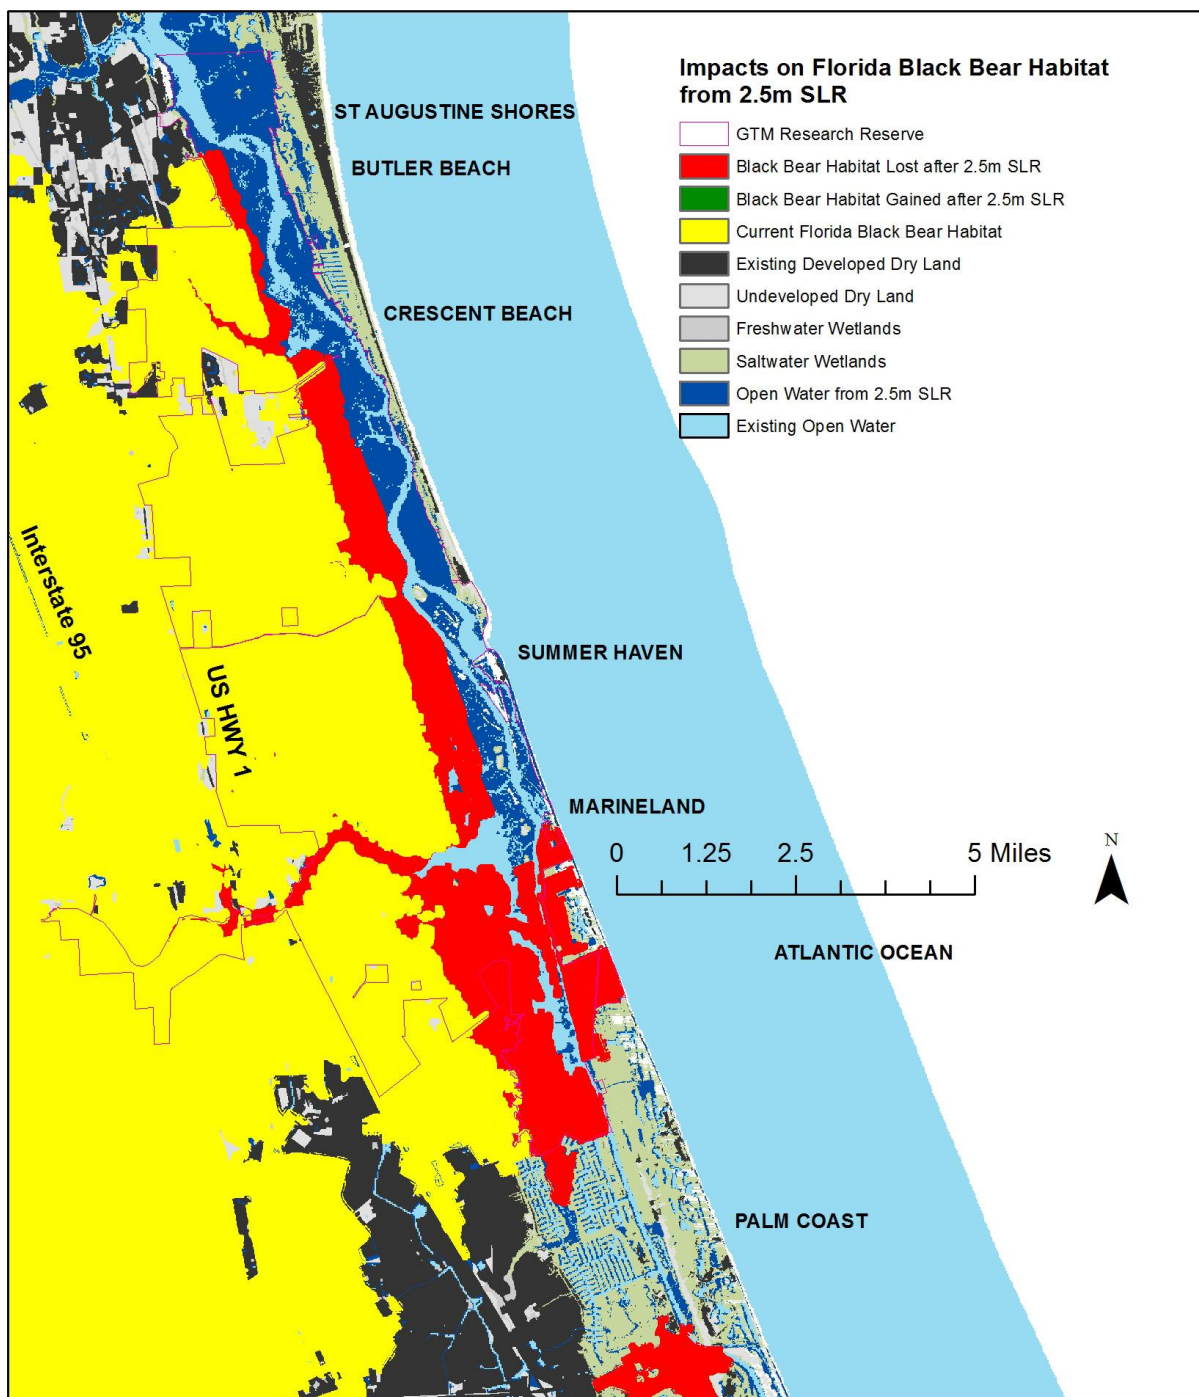 Impacts on Florida Black Bear Habitat
from 2.5m SLR
GTM Research Reserve
Black Bear Habitat Lost after 2.5m SLR
Black Bear Habitat Gained after 2.5m SLR
Current Florida Black Bear Habitat
Existing Developed Dry Land
Undeveloped Dry Land
Freshwater Wetlands
Saltwater Wetlands
Open Water from 2.5m SLR
Existing Open Water
ST AUGUSTINE SHORES
BUTLER BEACH
CRESCENT BEACH
Interstate 95
US HWY 1
SUMMER HAVEN
MARINELAND
0 1.25 2.5 5 Miles
N
ATLANTIC OCEAN
PALM COAST